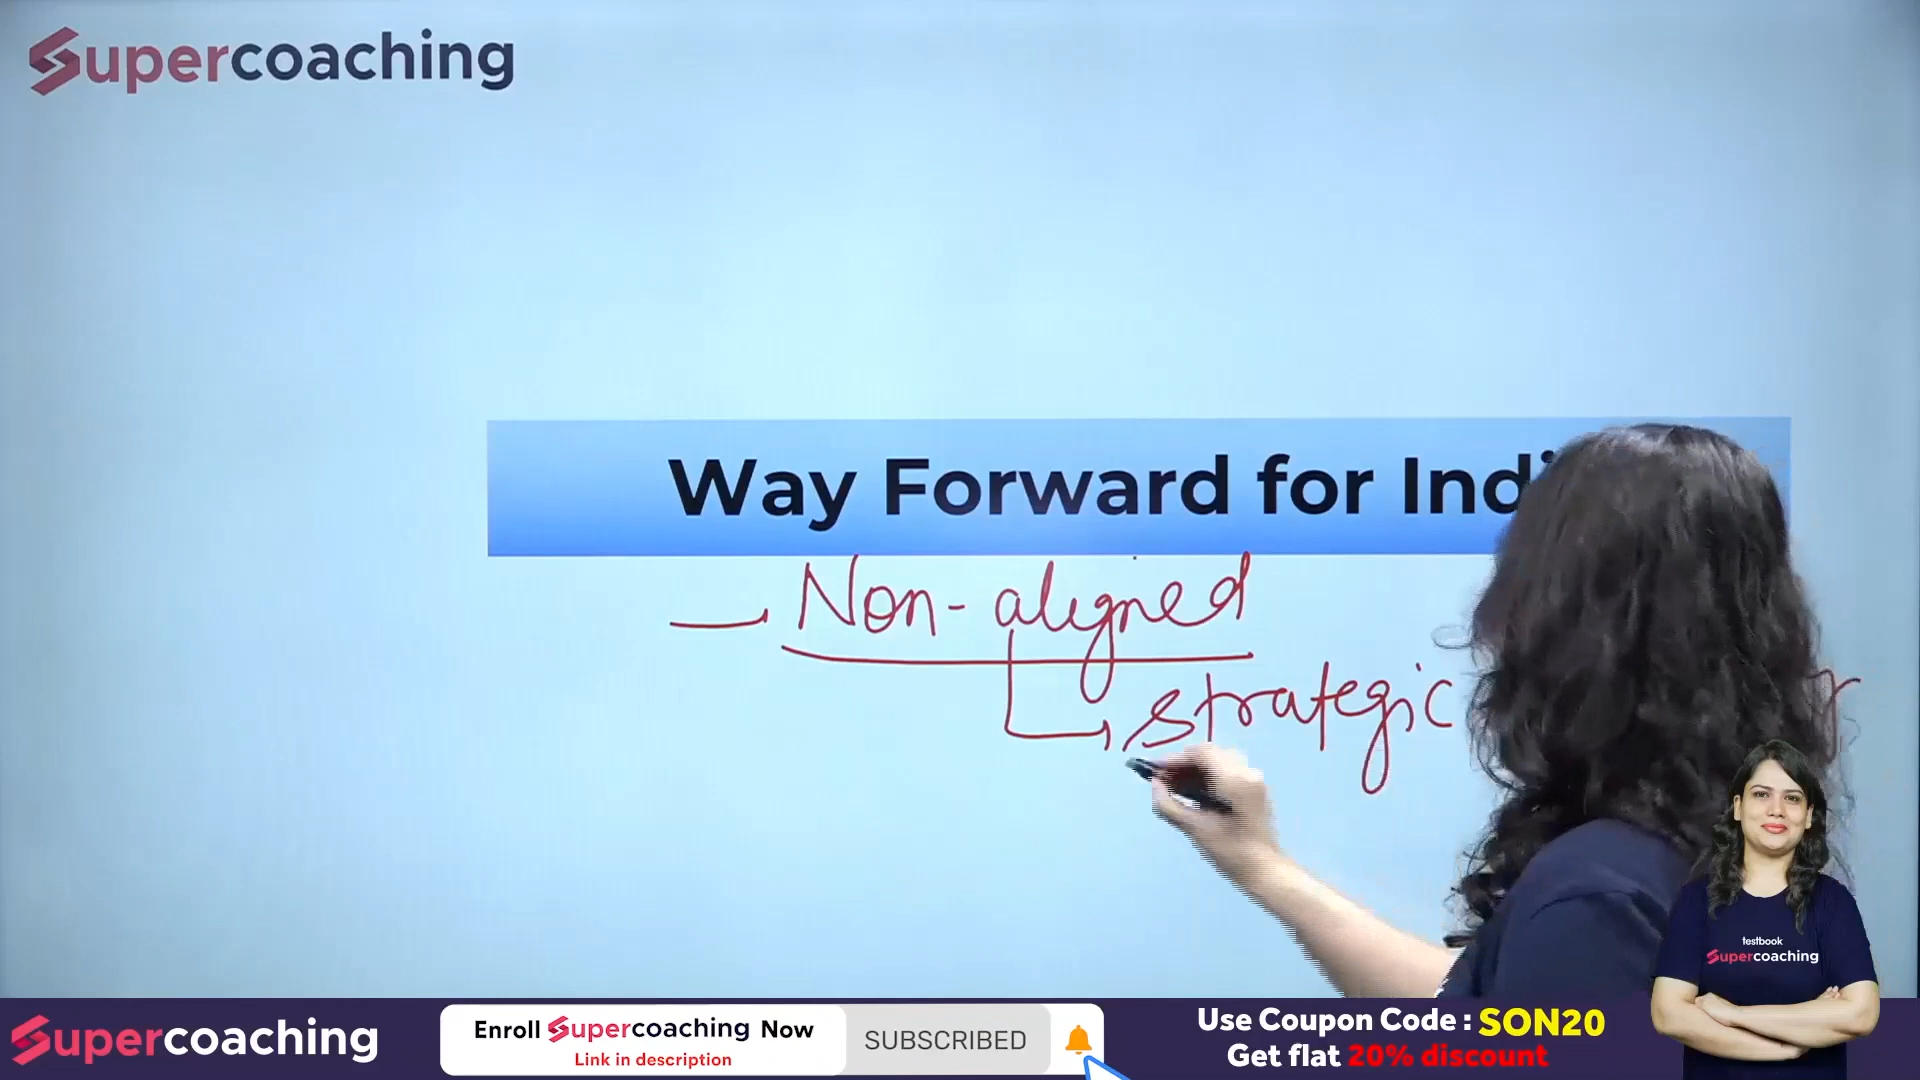 Supercoaching
Way Forward for Indi
Non-aligned
strategic
testbook
Supercoaching
Supercoaching
Enroll Supercoaching Now
Link in description
SUBSCRIBED
Use Coupon Code : SON20
Get flat 20% discount